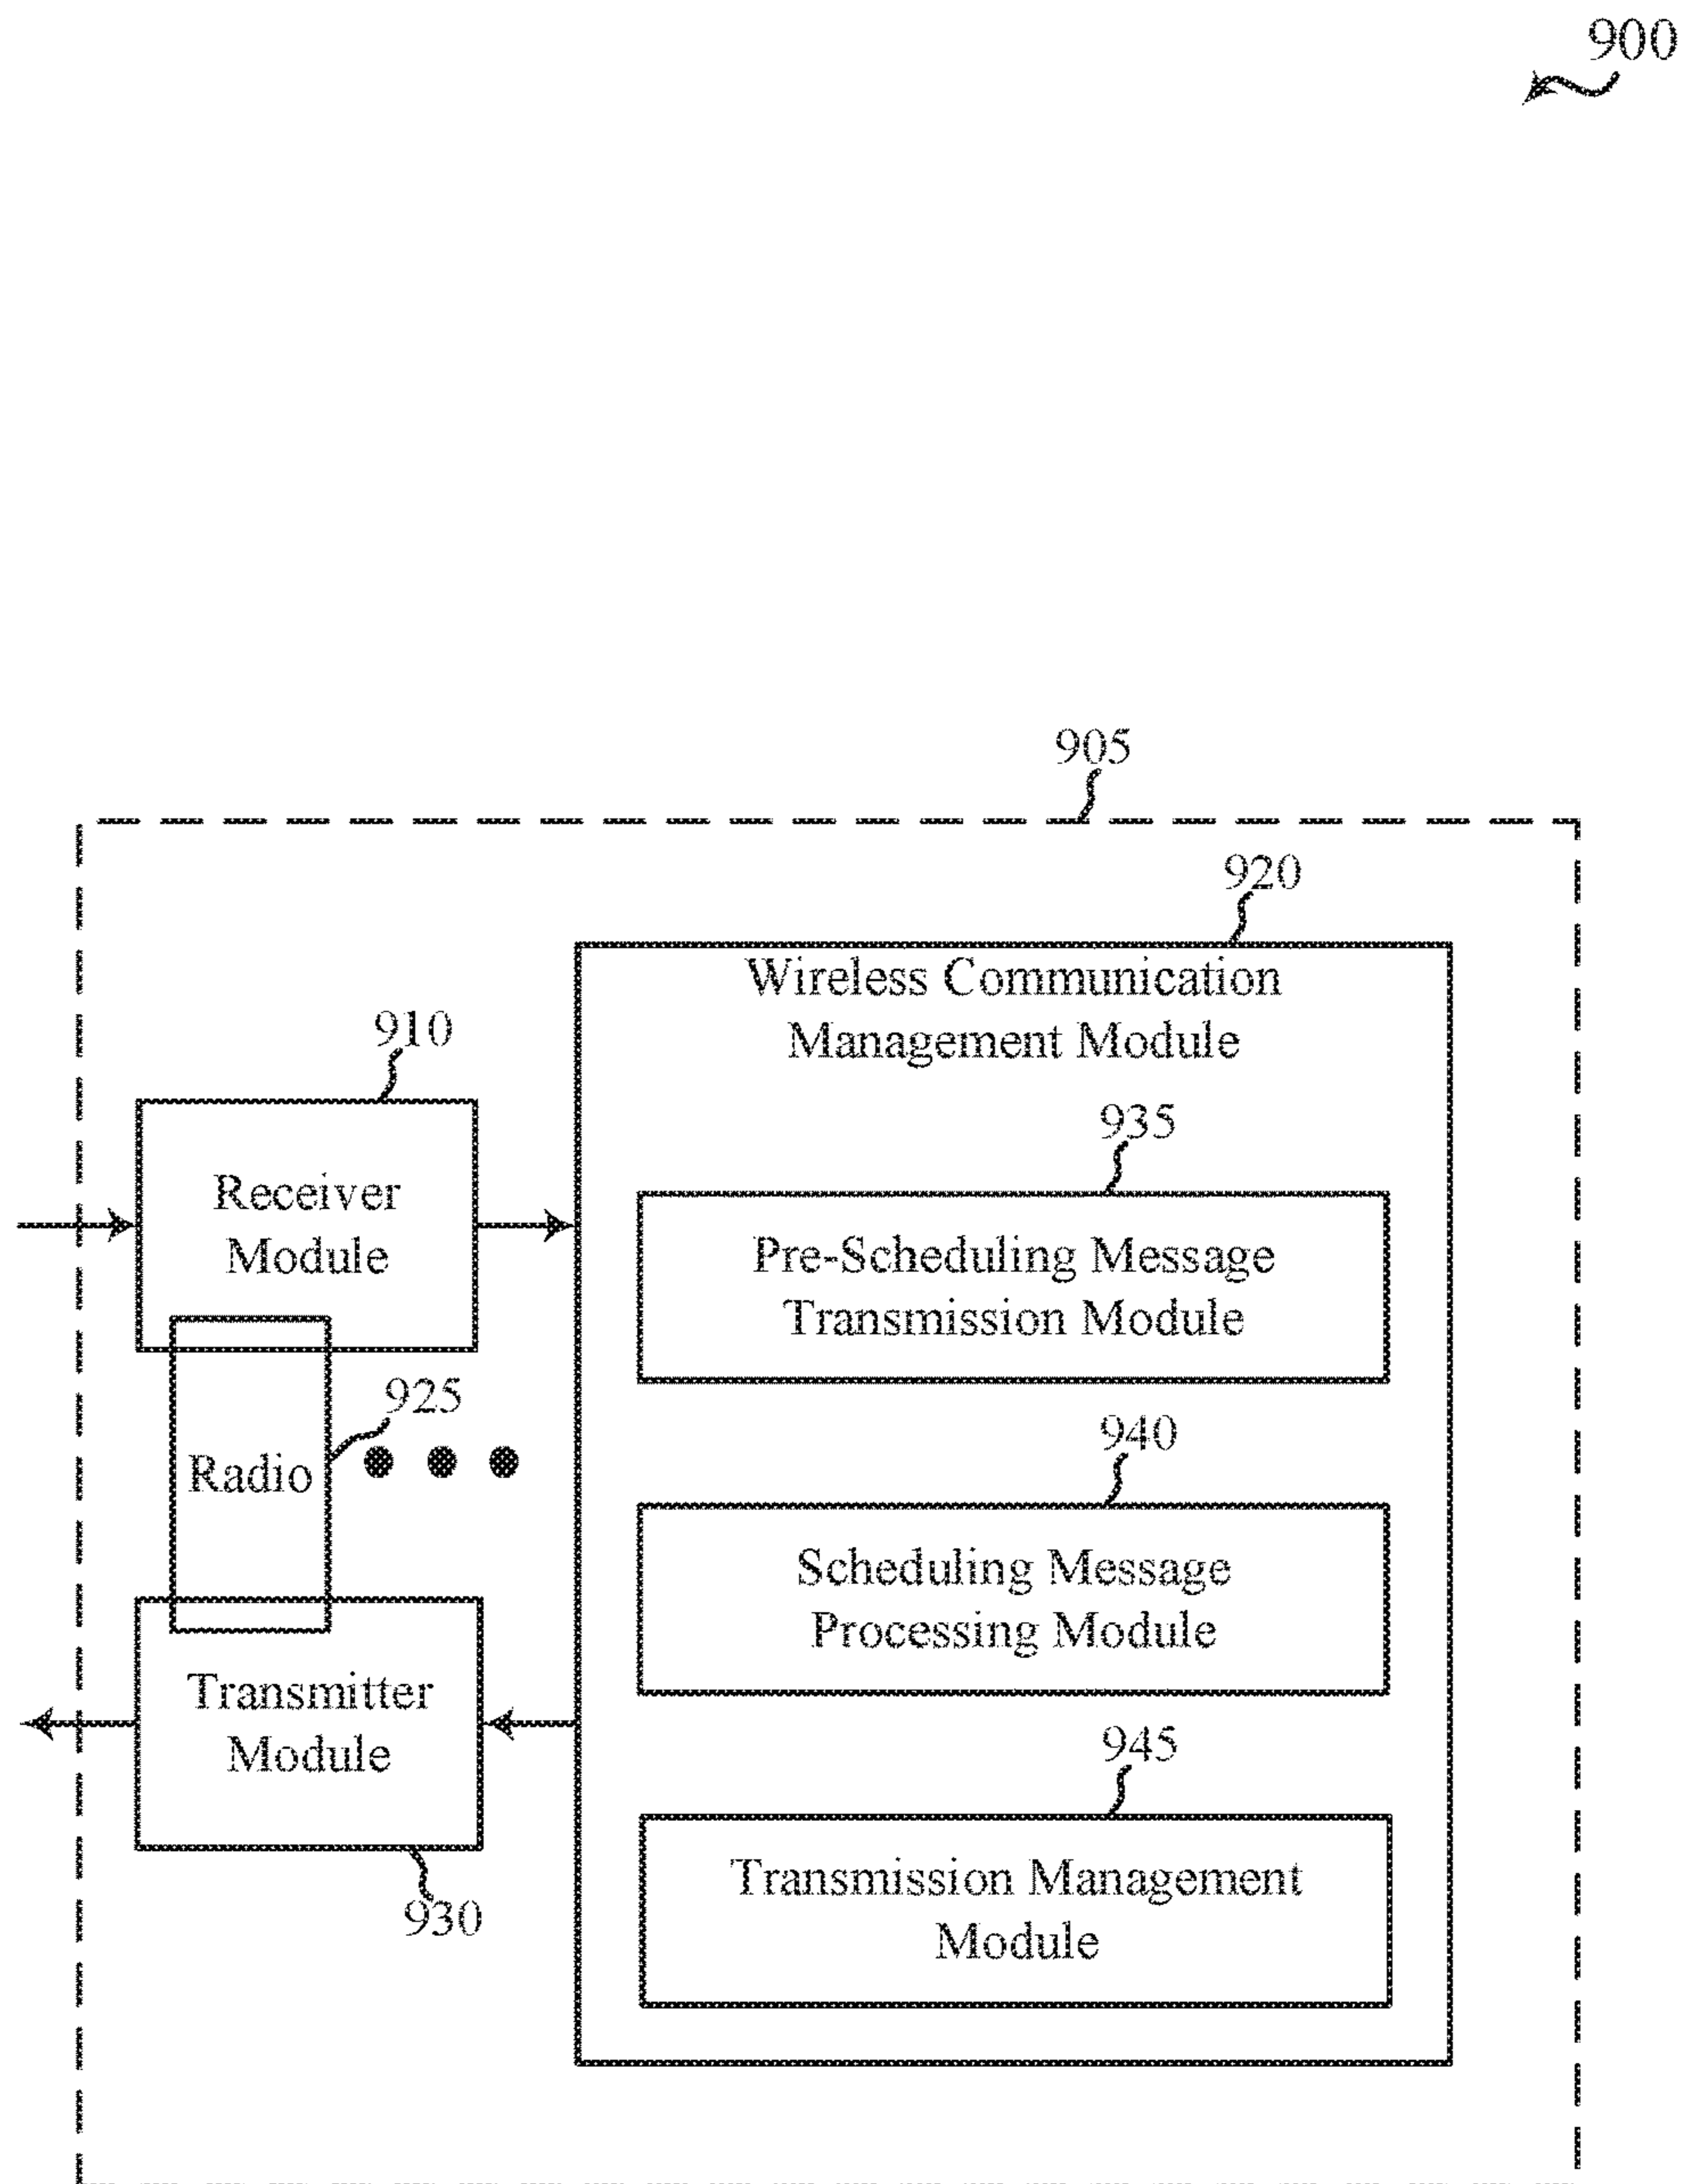 900
905
920
Wireless Communication
Management Module
910
Receiver
Module
935
Pre-Scheduling Message
Transmission Module
925
Radio
940
Scheduling Message
Processing Module
Transmitter
Module
930
945
Transmission Management
Module